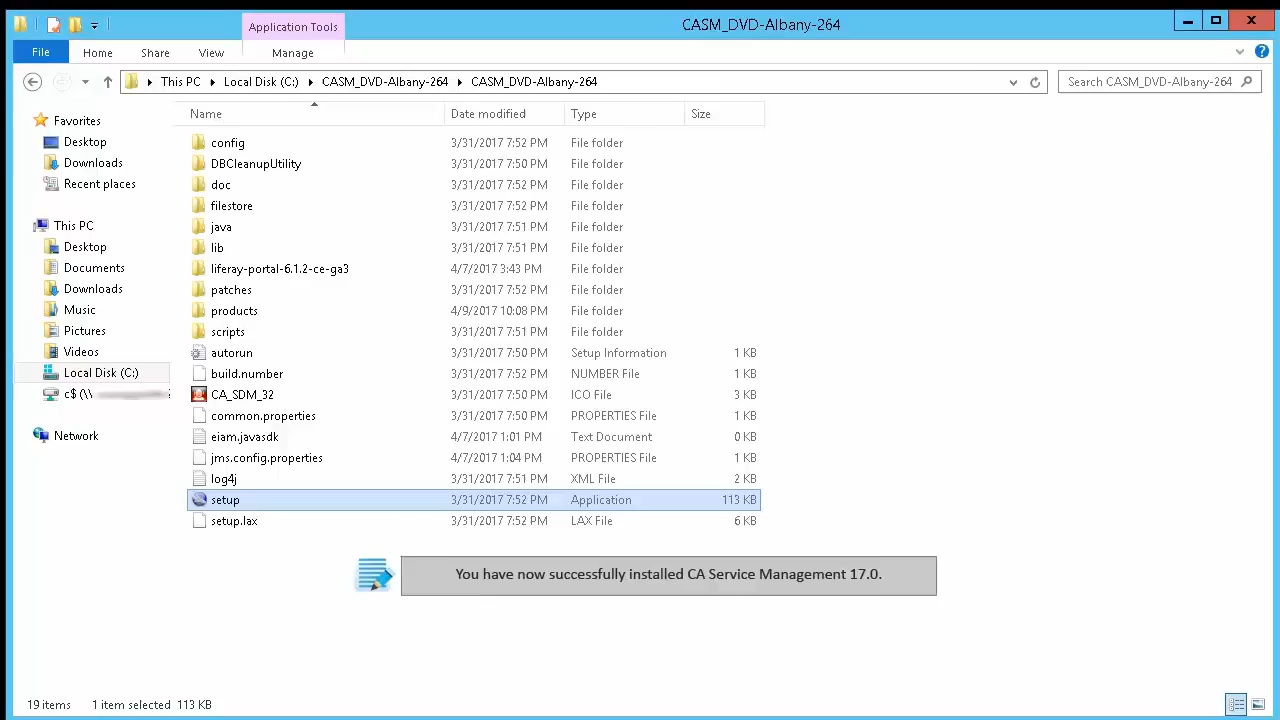 Application Tools
CASM_DVD-Albany-264
File Home Share View Manage
This PC Local Disk (C:) CASM_DVD-Albany-264 CASM_DVD-Albany-264 Search CASM_DVD-Albany-264
Favorites
Desktop
Downloads
Recent places
This PC
Desktop
Documents
Downloads
Music
Pictures
Videos
Local Disk (C:)
c$ (\\
Network
Name Date modified Type Size
config 3/31/2017 7:52 PM File folder
DBCleanupUtility 3/31/2017 7:50 PM File folder
doc 3/31/2017 7:52 PM File folder
filestore 3/31/2017 7:52 PM File folder
java 3/31/2017 7:51 PM File folder
lib 3/31/2017 7:51 PM File folder
liferay-portal-6.1.2-ce-ga3 4/7/2017 3:43 PM File folder
patches 3/31/2017 7:52 PM File folder
products 4/9/2017 10:08 PM File folder
scripts 3/31/2017 7:51 PM File folder
autorun 3/31/2017 7:50 PM Setup Information 1 KB
build.number 3/31/2017 7:52 PM NUMBER File 1 KB
CA_SDM_32 3/31/2017 7:50 PM ICO File 3 KB
common.properties 3/31/2017 7:50 PM PROPERTIES File 1 KB
eiam.javasdk 4/7/2017 1:01 PM Text Document 0 KB
jms.config.properties 4/7/2017 1:04 PM PROPERTIES File 1 KB
log4j 3/31/2017 7:51 PM XML File 2 KB
setup 3/31/2017 7:52 PM Application 113 KB
setup.lax 3/31/2017 7:52 PM LAX File 6 KB
You have now successfully installed CA Service Management 17.0.
19 items 1 item selected 113 KB